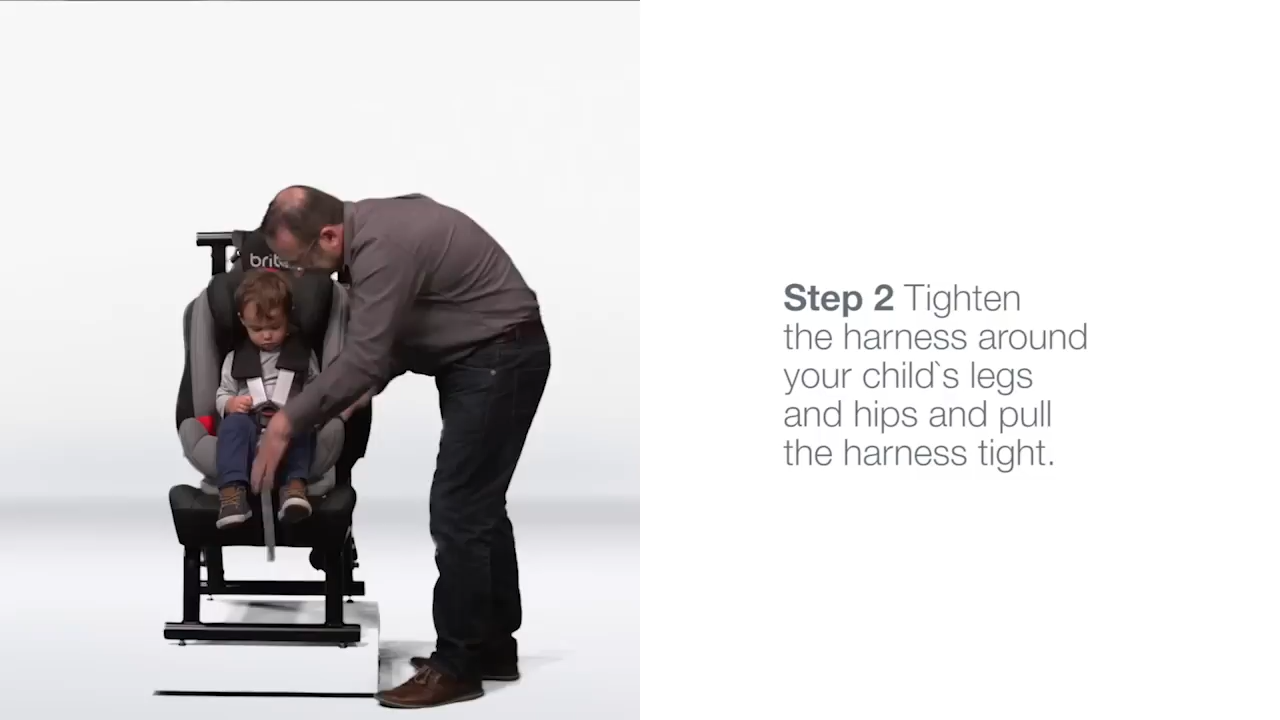 Step 2 Tighten
the harness around
your child`s legs
and hips and pull
the harness tight.